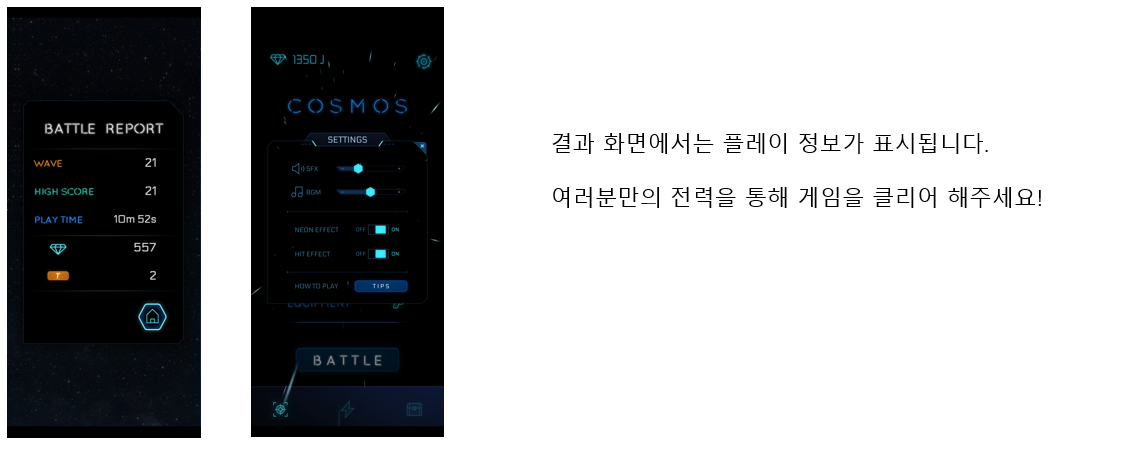 BATTLE REPORT
WAVE 21
HIGH SCORE 21
PLAY TIME 10m 52s
557
T 2
1350 J
COSMOS
SETTINGS
SFX
BGM
NEON EFFECT OFF ON
HIT EFFECT OFF ON
HOW TO PLAY TIPS
EQUIPMENT
BATTLE
결과 화면에서는 플레이 정보가 표시됩니다.
여러분만의 전력을 통해 게임을 클리어 해주세요!